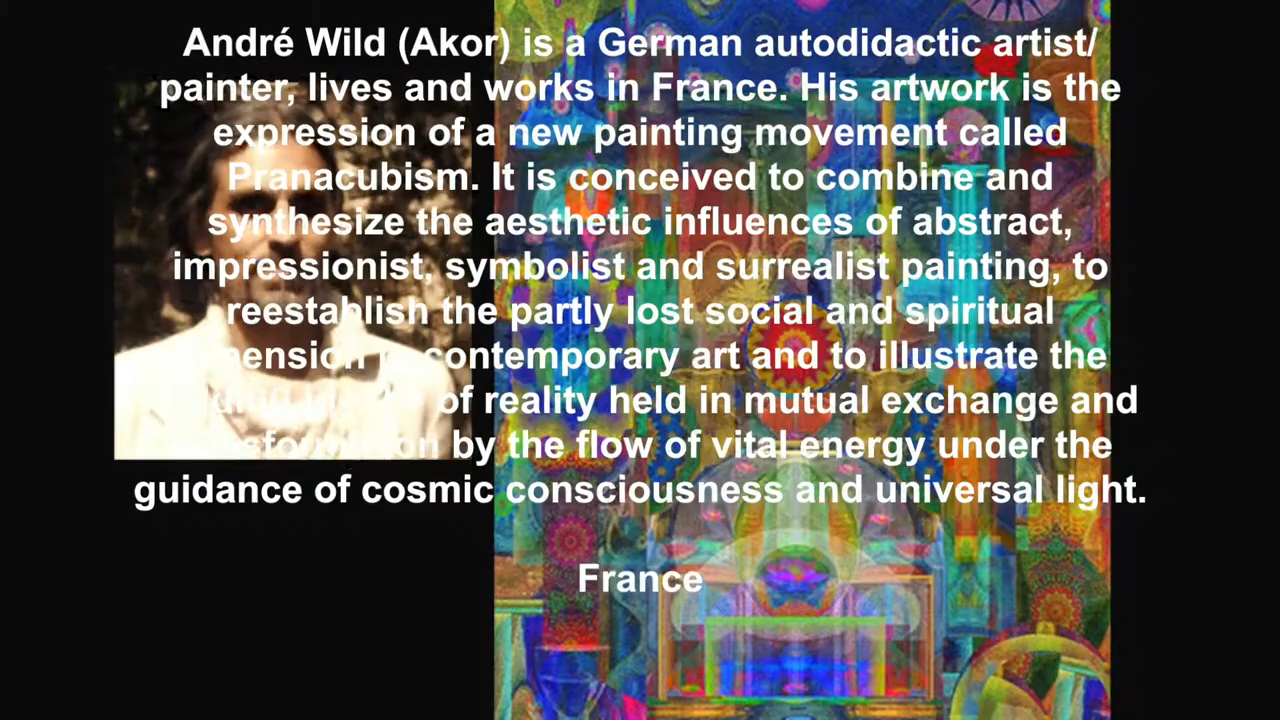 André Wild (Akor) is a German autodidactic artist/
painter, lives and works in France. His artwork is the
expression of a new painting movement called
Pranacubism. It is conceived to combine and
synthesize the aesthetic influences of abstract,
impressionist, symbolist and surrealist painting, to
reestablish the partly lost social and spiritual
contemporary art and to illustrate the
of reality held in mutual exchange and
by the flow of vital energy under the
guidance of cosmic consciousness and universal light.
France